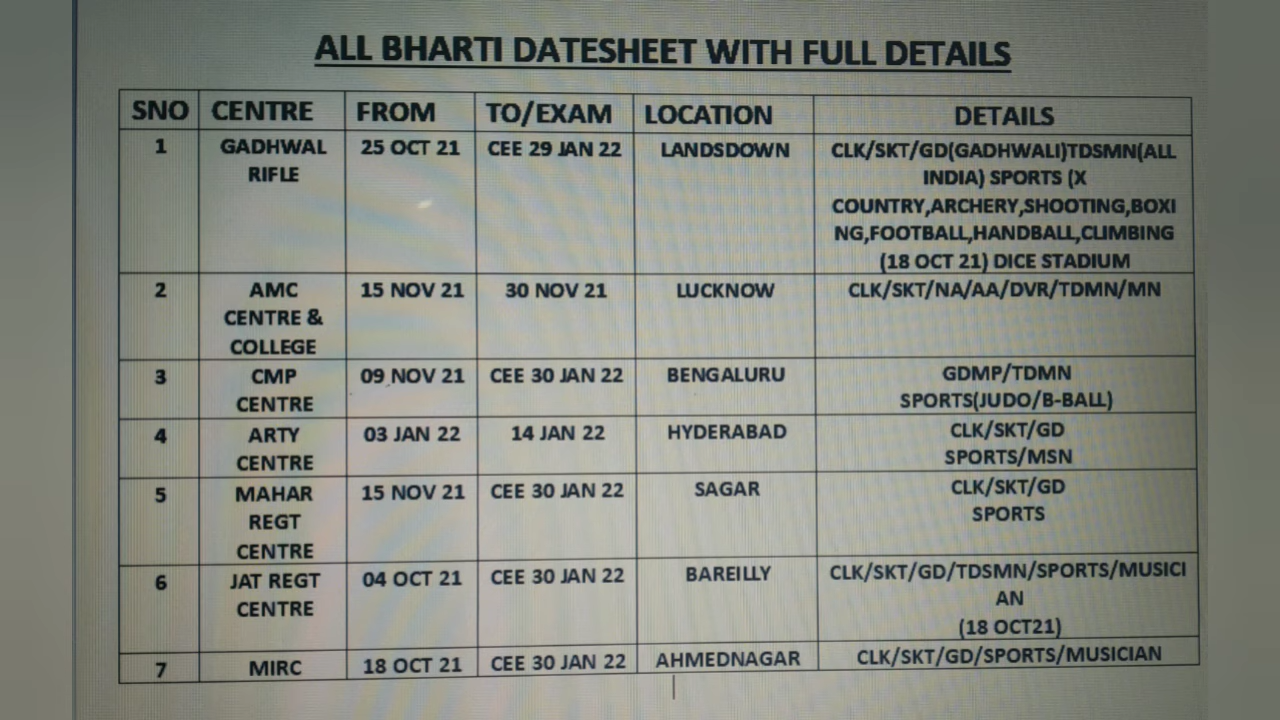 ALL BHARTI DATESHEET WITH FULL DETAILS
SNO CENTRE FROM TO/EXAM LOCATION DETAILS
1 GADHWAL 25 OCT 21 CEE 29 JAN 22 LANDSDOWN CLK/SKT/GD(GADHWALI)TDSMN(ALL
RIFLE INDIA) SPORTS (X
COUNTRY,ARCHERY,SHOOTING,BOXI
NG,FOOTBALL,HANDBALL,CLIMBING
(18 OCT 21) DICE STADIUM
2 AMC 15 NOV 21 30 NOV 21 LUCKNOW CLK/SKT/NA/AA/DVR/TDMN/MN
CENTRE &
COLLEGE
3 CMP 09 NOV 21 CEE 30 JAN 22 BENGALURU GDMP/TDMN
CENTRE SPORTS(JUDO/B-BALL)
4 ARTY 03 JAN 22 14 JAN 22 HYDERABAD CLK/SKT/GD
CENTRE SPORTS/MSN
5 MAHAR 15 NOV 21 CEE 30 JAN 22 SAGAR CLK/SKT/GD
REGT SPORTS
CENTRE
6 JAT REGT 04 OCT 21 CEE 30 JAN 22 BAREILLY CLK/SKT/GD/TDSMN/SPORTS/MUSICI
CENTRE AN
(18 OCT21)
7 MIRC 18 OCT 21 CEE 30 JAN 22 AHMEDNAGAR CLK/SKT/GD/SPORTS/MUSICIAN